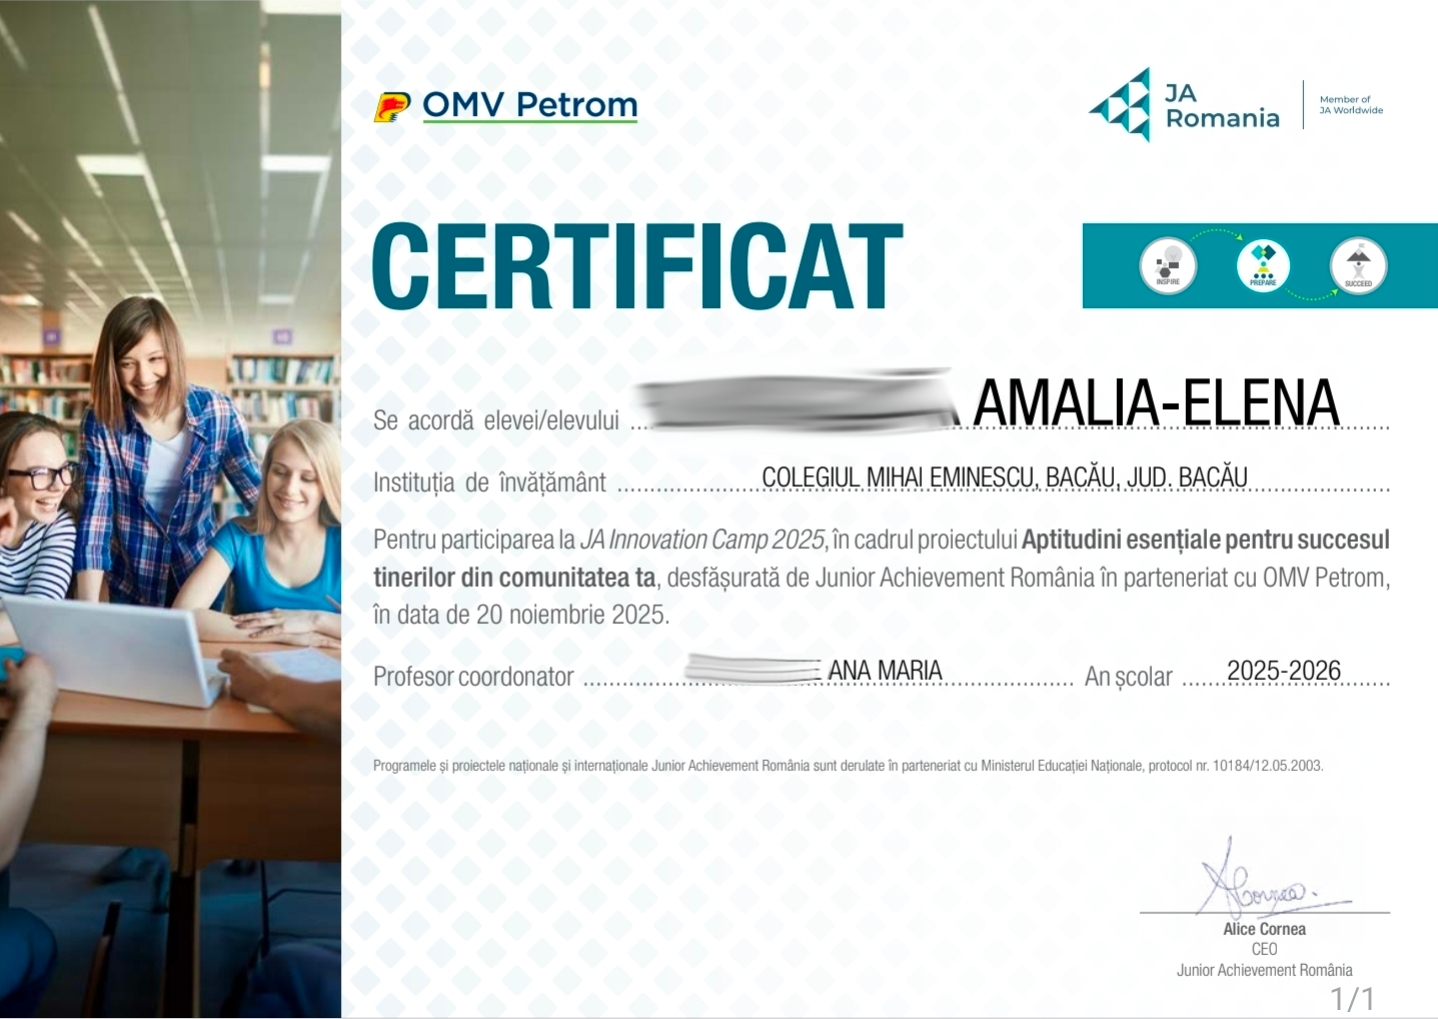 OMV Petrom
JA
Romania
Member of
JA Worldwide
CERTIFICAT
INSPIRE
PREPARE
SUCCEED
Se acordă elevei/elevului AMALIA-ELENA
Instituția de învățământ COLEGIUL MIHAI EMINESCU, BACĂU, JUD. BACĂU
Pentru participarea la JA Innovation Camp 2025, în cadrul proiectului Aptitudini esențiale pentru succesul
tinerilor din comunitatea ta, desfășurată de Junior Achievement România în parteneriat cu OMV Petrom,
în data de 20 noiembrie 2025.
Profesor coordonator ANA MARIA An școlar 2025-2026
Programele și proiectele naționale și internaționale Junior Achievement România sunt derulate în parteneriat cu Ministerul Educației Naționale, protocol nr. 10184/12.05.2003.
Alice Cornea
CEO
Junior Achievement România
1/1